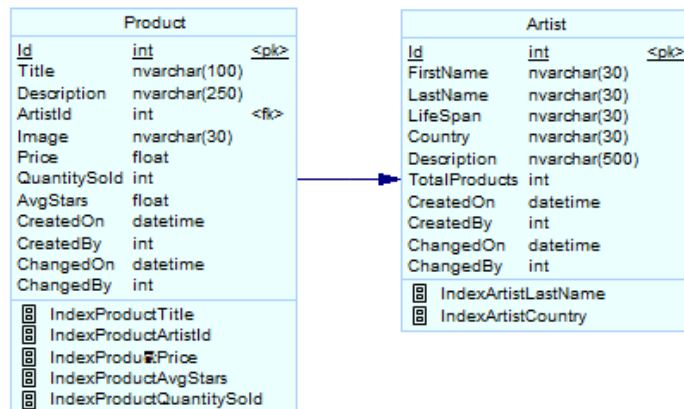 Product
Id int <pk>
Title nvarchar(100)
Description nvarchar(250)
ArtistId int <fk>
Image nvarchar(30)
Price float
QuantitySold int
AvgStars float
CreatedOn datetime
CreatedBy int
ChangedOn datetime
ChangedBy int
IndexProductTitle
IndexProductArtistId
IndexProductPrice
IndexProductAvgStars
IndexProductQuantitySold
Artist
Id int <pk>
FirstName nvarchar(30)
LastName nvarchar(30)
LifeSpan nvarchar(30)
Country nvarchar(30)
Description nvarchar(500)
TotalProducts int
CreatedOn datetime
CreatedBy int
ChangedOn datetime
ChangedBy int
IndexArtistLastName
IndexArtistCountry